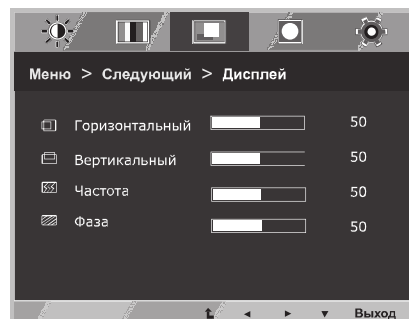 Меню > Следующий > Дисплей
Горизонтальный 50
Вертикальный 50
Частота 50
Фаза 50
Выход